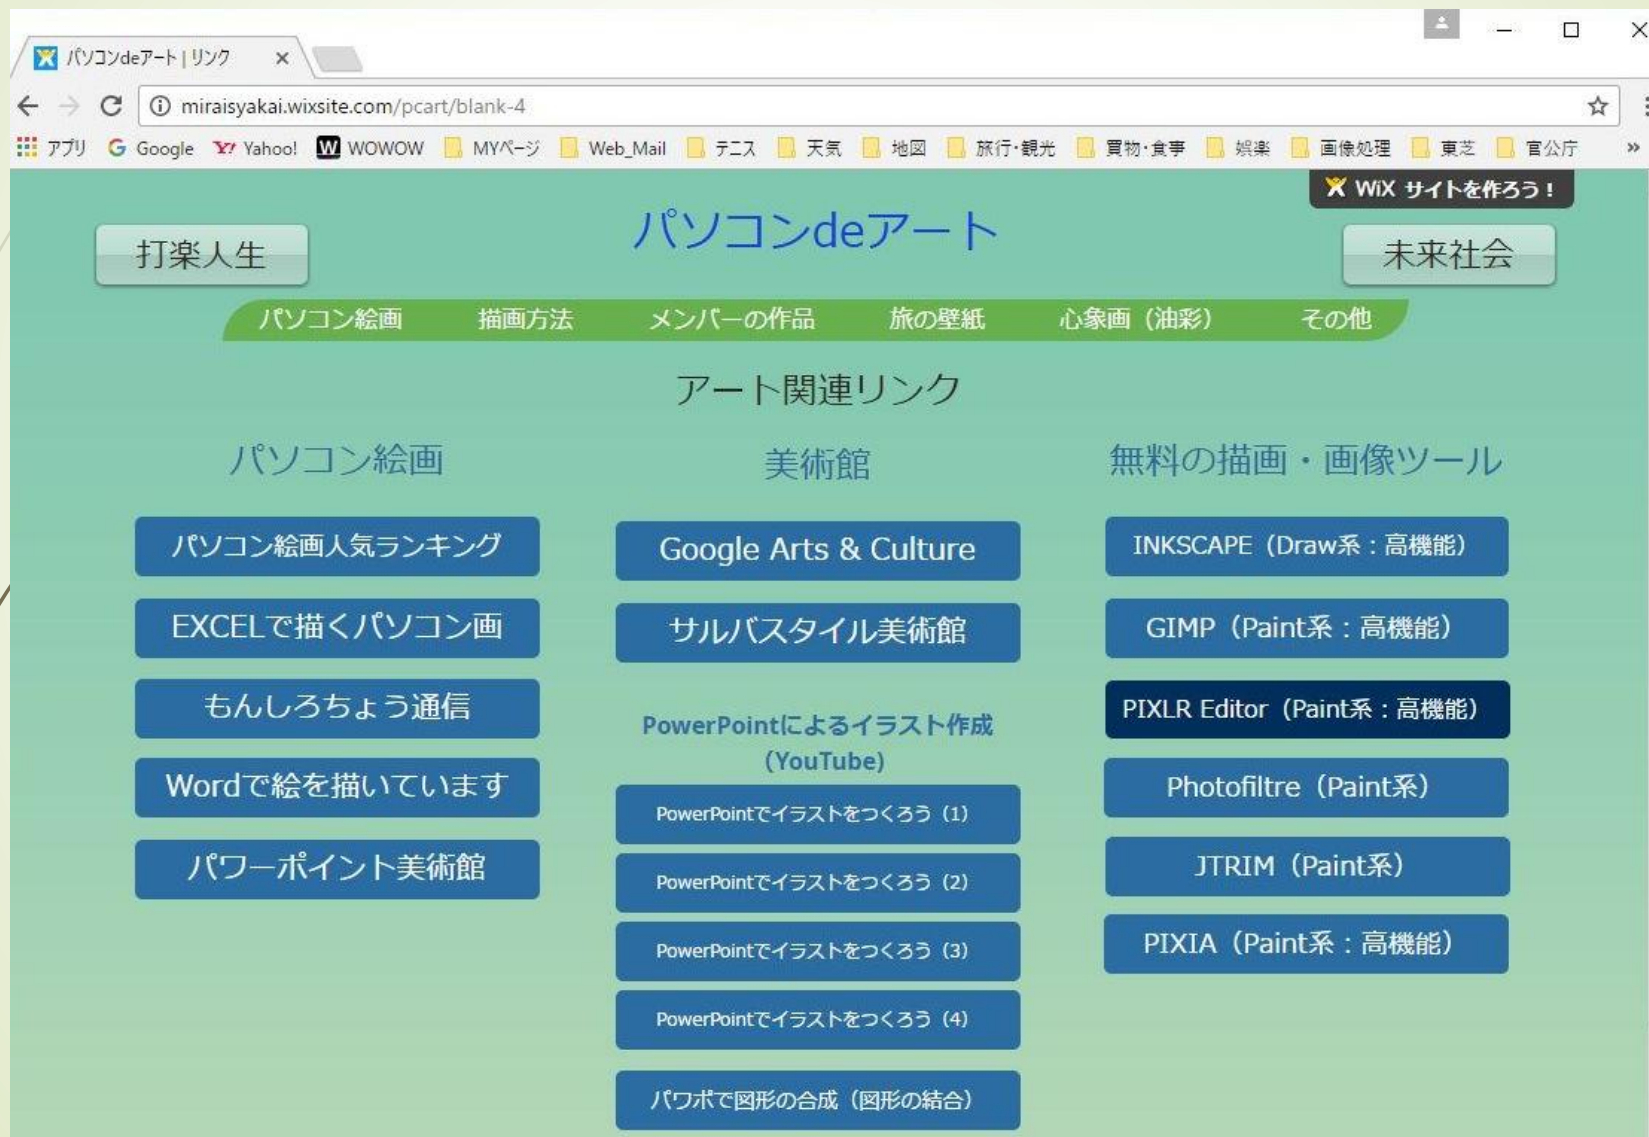 パソコンdeアート | リンク
miraisyakai.wixsite.com/pcart/blank-4
アプリ Google Yahoo! WOWOW MYページ Web_Mail テニス 天気 地図 旅行・観光 買物・食事 娯楽 画像処理 東芝 官公庁 »
WiX サイトを作ろう！
打楽人生
パソコンdeアート
未来社会
パソコン絵画 描画方法 メンバーの作品 旅の壁紙 心象画（油彩） その他
アート関連リンク
パソコン絵画
パソコン絵画人気ランキング
EXCELで描くパソコン画
もんしろちょう通信
Wordで絵を描いています
パワーポイント美術館
美術館
Google Arts & Culture
サルバスタイル美術館
PowerPointによるイラスト作成
（YouTube）
PowerPointでイラストをつくろう（1）
PowerPointでイラストをつくろう（2）
PowerPointでイラストをつくろう（3）
PowerPointでイラストをつくろう（4）
パワポで図形の合成（図形の結合）
無料の描画・画像ツール
INKSCAPE（Draw系：高機能）
GIMP（Paint系：高機能）
PIXLR Editor（Paint系：高機能）
Photofiltre（Paint系）
JTRIM（Paint系）
PIXIA（Paint系：高機能）